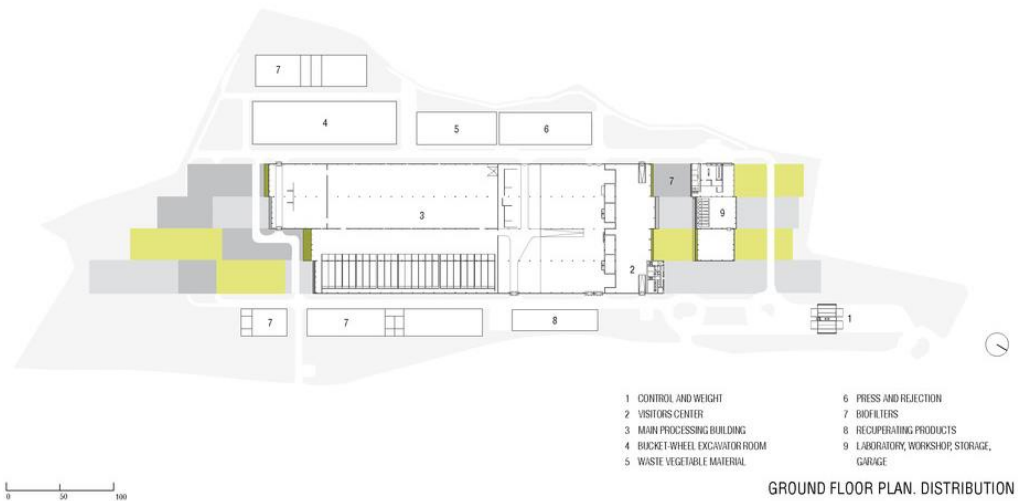 7
4
5
6
7
3
9
2
7
7
8
1
1 CONTROL AND WEIGHT
2 VISITORS CENTER
3 MAIN PROCESSING BUILDING
4 BUCKET-WHEEL EXCAVATOR ROOM
5 WASTE VEGETABLE MATERIAL
6 PRESS AND REJECTION
7 BIOFILTERS
8 RECUPERATING PRODUCTS
9 LABORATORY, WORKSHOP, STORAGE,
GARAGE
0 50 100
GROUND FLOOR PLAN. DISTRIBUTION